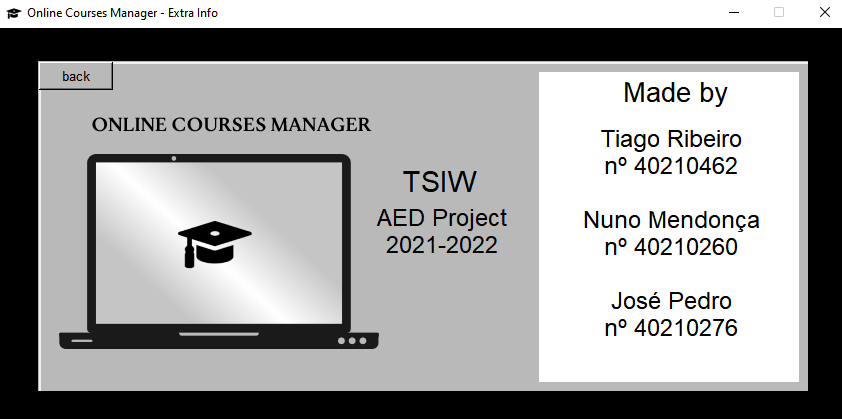 Online Courses Manager - Extra Info
back
ONLINE COURSES MANAGER
TSIW
AED Project
2021-2022
Made by
Tiago Ribeiro
nº 40210462
Nuno Mendonça
nº 40210260
José Pedro
nº 40210276